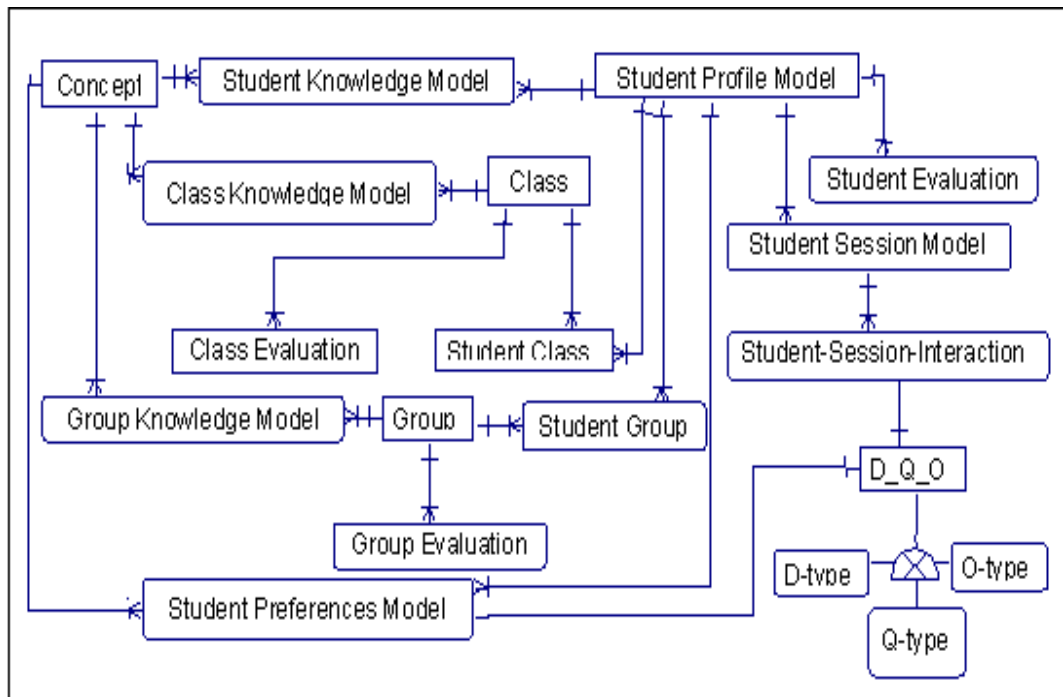 Concept
Student Knowledge Model
Student Profile Model
Class Knowledge Model
Class
Student Evaluation
Student Session Model
Class Evaluation
Student Class
Student-Session-Interaction
Group Knowledge Model
Group
Student Group
D_Q_O
Group Evaluation
D-type
O-type
Student Preferences Model
Q-type